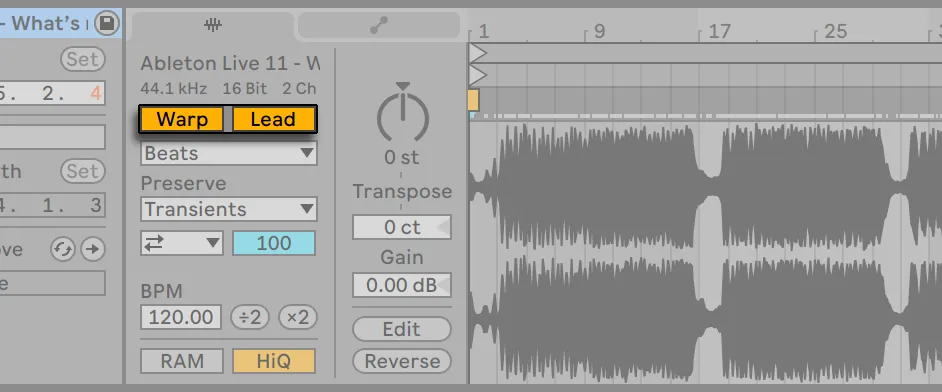 - What's
1 9 17 25
Set
Ableton Live 11 - W
5. 2. 4
44.1 kHz 16 Bit 2 Ch
Warp Lead
0 st
Beats
th Set
Preserve
Transpose
4. 1. 3
Transients
0 ct
100
Gain
BPM
0.00 dB
120.00 ÷2 ×2
Edit
RAM HiQ
Reverse